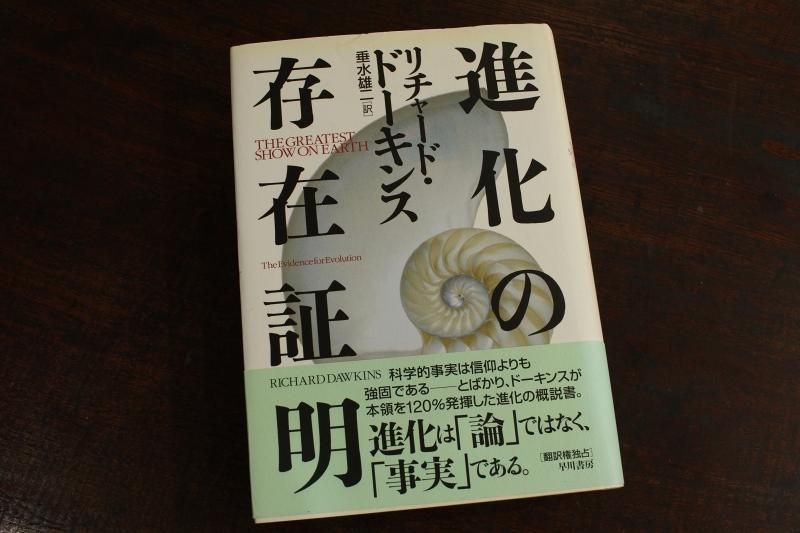 進化の
存在証明
リチャード・
ドーキンス
垂水雄二[訳]
THE GREATEST
SHOW ON EARTH
The Evidence for Evolution
RICHARD DAWKINS
科学的事実は信仰よりも
強固である――とばかり、ドーキンスが
本領を120%発揮した進化の概説書。
進化は「論」ではなく、
「事実」である。
[翻訳権独占]
早川書房